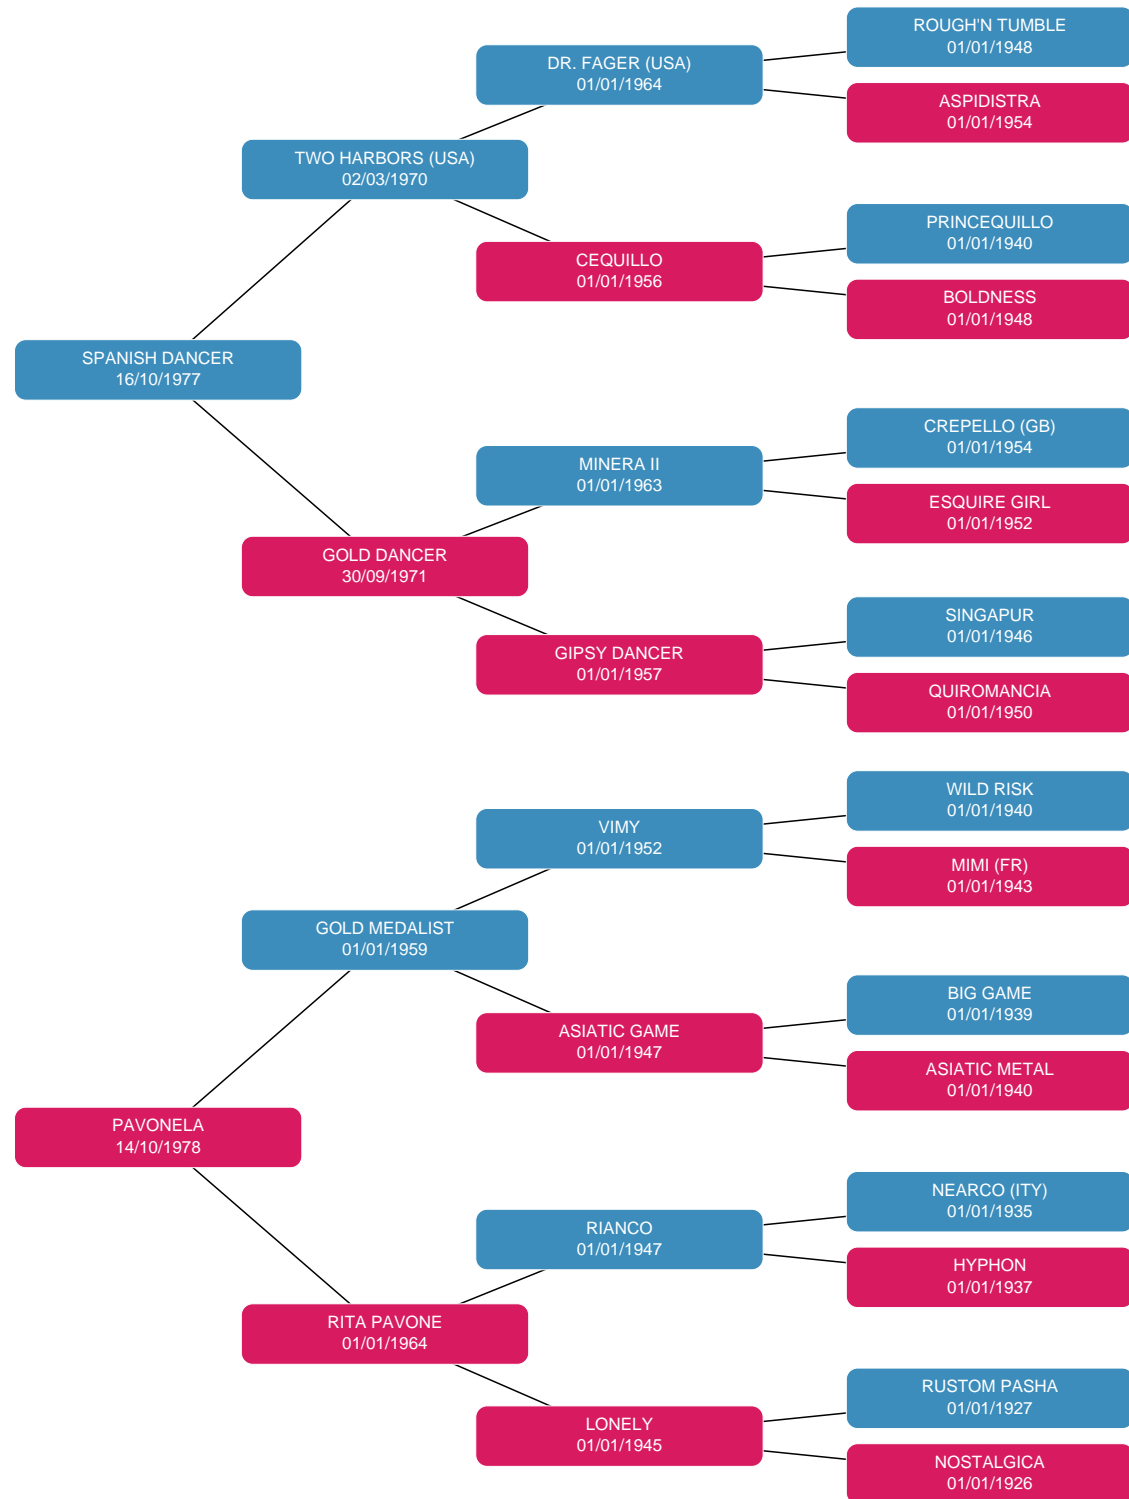 ROUGH'N TUMBLE
01/01/1948
DR. FAGER (USA)
01/01/1964
ASPIDISTRA
01/01/1954
TWO HARBORS (USA)
02/03/1970
PRINCEQUILLO
01/01/1940
CEQUILLO
01/01/1956
BOLDNESS
01/01/1948
SPANISH DANCER
16/10/1977
CREPELLO (GB)
01/01/1954
MINERA II
01/01/1963
ESQUIRE GIRL
01/01/1952
GOLD DANCER
30/09/1971
SINGAPUR
01/01/1946
GIPSY DANCER
01/01/1957
QUIROMANCIA
01/01/1950
WILD RISK
01/01/1940
VIMY
01/01/1952
MIMI (FR)
01/01/1943
GOLD MEDALIST
01/01/1959
BIG GAME
01/01/1939
ASIATIC GAME
01/01/1947
ASIATIC METAL
01/01/1940
PAVONELA
14/10/1978
NEARCO (ITY)
01/01/1935
RIANCO
01/01/1947
HYPHON
01/01/1937
RITA PAVONE
01/01/1964
RUSTOM PASHA
01/01/1927
LONELY
01/01/1945
NOSTALGICA
01/01/1926